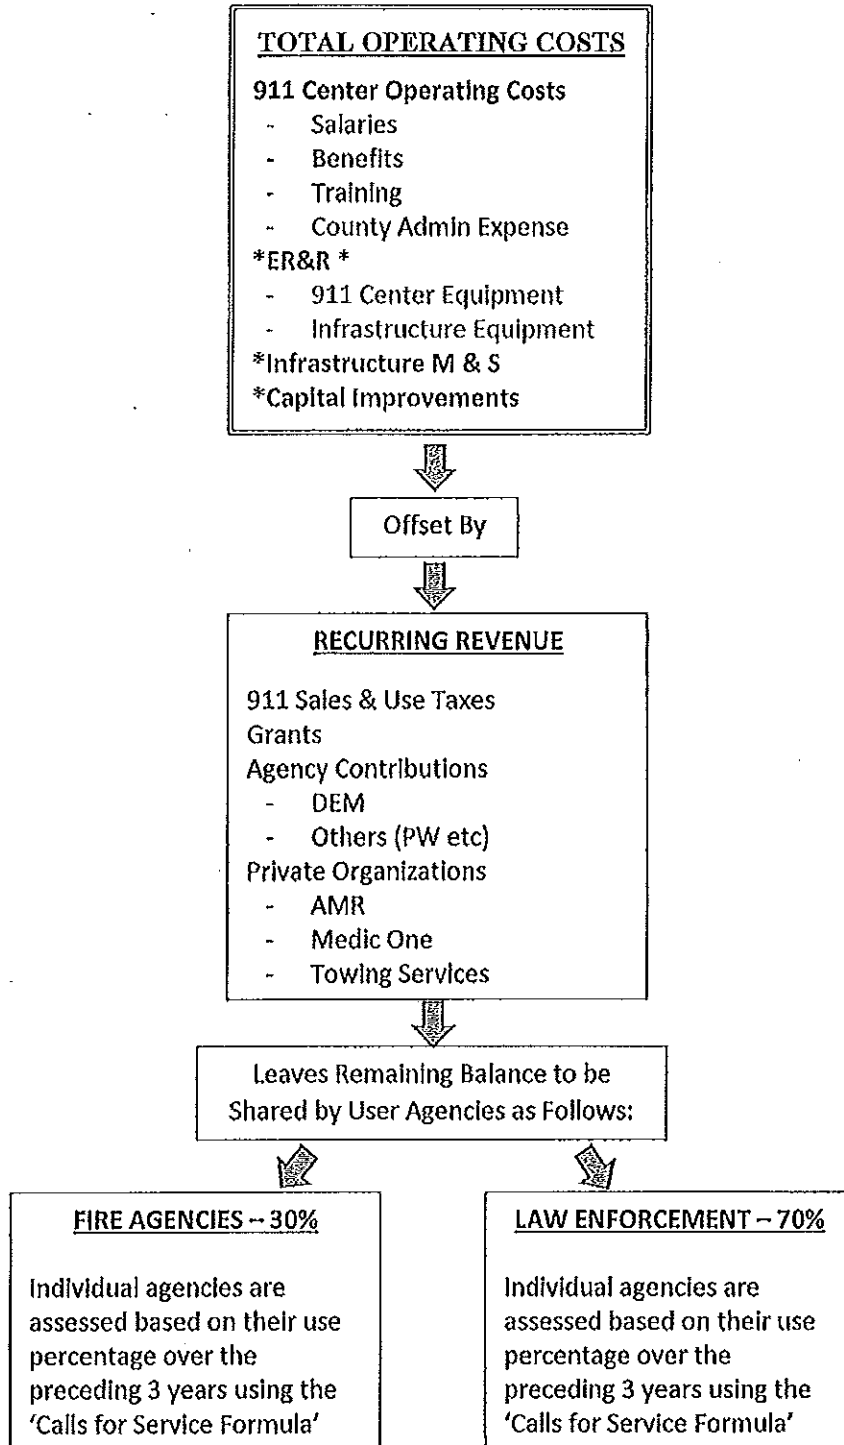 TOTAL OPERATING COSTS
911 Center Operating Costs
- Salaries
- Benefits
- Training
- County Admin Expense
*ER&R *
- 911 Center Equipment
- Infrastructure Equipment
*Infrastructure M & S
*Capital Improvements
Offset By
RECURRING REVENUE
911 Sales & Use Taxes
Grants
Agency Contributions
- DEM
- Others (PW etc)
Private Organizations
- AMR
- Medic One
- Towing Services
Leaves Remaining Balance to be
Shared by User Agencies as Follows:
FIRE AGENCIES -- 30%
Individual agencies are
assessed based on their use
percentage over the
preceding 3 years using the
'Calls for Service Formula'
LAW ENFORCEMENT – 70%
Individual agencies are
assessed based on their use
percentage over the
preceding 3 years using the
'Calls for Service Formula'